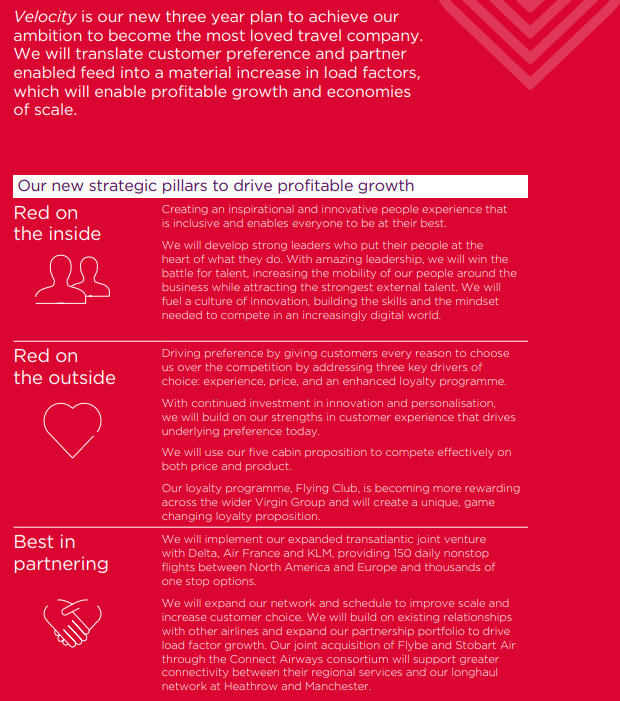 Velocity is our new three year plan to achieve our
ambition to become the most loved travel company.
We will translate customer preference and partner
enabled feed into a material increase in load factors,
which will enable profitable growth and economies
of scale.
Our new strategic pillars to drive profitable growth
Red on
the inside
Creating an inspirational and innovative people experience that
is inclusive and enables everyone to be at their best.
We will develop strong leaders who put their people at the
heart of what they do. With amazing leadership, we will win the
battle for talent, increasing the mobility of our people around the
business while attracting the strongest external talent. We will
fuel a culture of innovation, building the skills and the mindset
needed to compete in an increasingly digital world.
Red on
the outside
Driving preference by giving customers every reason to choose
us over the competition by addressing three key drivers of
choice: experience, price, and an enhanced loyalty programme.
With continued investment in innovation and personalisation,
we will build on our strengths in customer experience that drives
underlying preference today.
We will use our five cabin proposition to compete effectively on
both price and product.
Our loyalty programme, Flying Club, is becoming more rewarding
across the wider Virgin Group and will create a unique, game
changing loyalty proposition.
Best in
partnering
We will implement our expanded transatlantic joint venture
with Delta, Air France and KLM, providing 150 daily nonstop
flights between North America and Europe and thousands of
one stop options.
We will expand our network and schedule to improve scale and
increase customer choice. We will build on existing relationships
with other airlines and expand our partnership portfolio to drive
load factor growth. Our joint acquisition of Flybe and Stobart Air
through the Connect Airways consortium will support greater
connectivity between their regional services and our longhaul
network at Heathrow and Manchester.